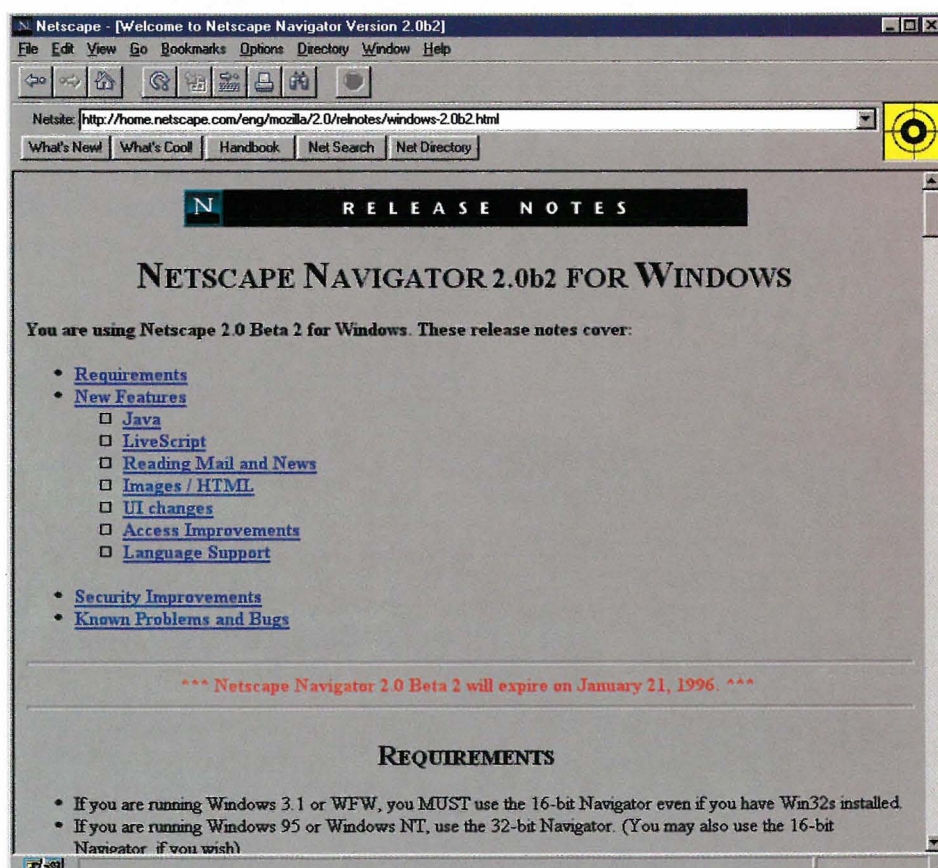 N Netscape - [Welcome to Netscape Navigator Version 2.0b2]
File Edit View Go Bookmarks Options Directory Window Help
Netsite: http://home.netscape.com/eng/mozilla/2.0/relnotes/windows-2.0b2.html
What's New! What's Cool! Handbook Net Search Net Directory
N RELEASE NOTES
NETSCAPE NAVIGATOR 2.0b2 FOR WINDOWS
You are using Netscape 2.0 Beta 2 for Windows. These release notes cover:
Requirements
New Features
Java
LiveScript
Reading Mail and News
Images / HTML
UI changes
Access Improvements
Language Support
Security Improvements
Known Problems and Bugs
*** Netscape Navigator 2.0 Beta 2 will expire on January 21, 1996. ***
REQUIREMENTS
If you are running Windows 3.1 or WFW, you MUST use the 16-bit Navigator even if you have Win32s installed.
If you are running Windows 95 or Windows NT, use the 32-bit Navigator. (You may also use the 16-bit
Navigator, if you wish)